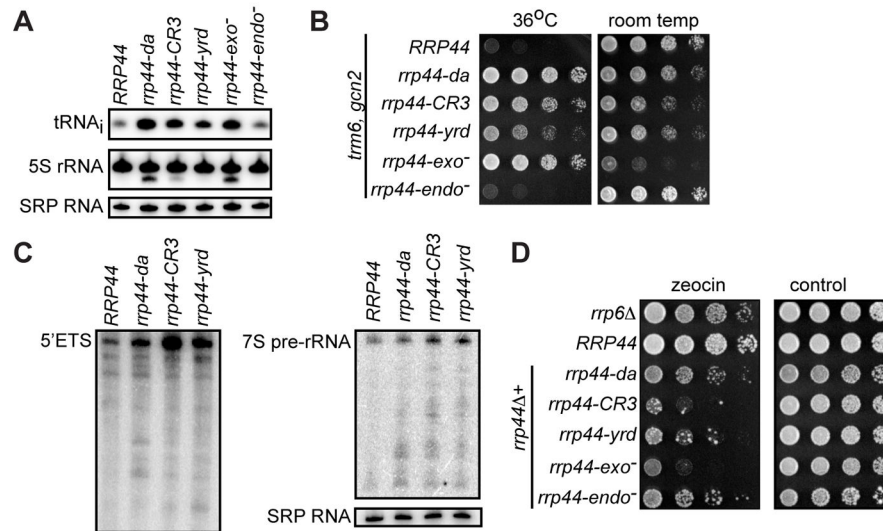 A
RRP44
rrp44-da
rrp44-CR3
rrp44-yrd
rrp44-exo⁻
rrp44-endo⁻
tRNAᵢ
5S rRNA
SRP RNA
B
36°C
room temp
trm6, gcn2
RRP44
rrp44-da
rrp44-CR3
rrp44-yrd
rrp44-exo⁻
rrp44-endo⁻
C
RRP44
rrp44-da
rrp44-CR3
rrp44-yrd
5'ETS
RRP44
rrp44-da
rrp44-CR3
rrp44-yrd
7S pre-rRNA
SRP RNA
D
zeocin
control
rrp6Δ
RRP44
rrp44Δ+
rrp44-da
rrp44-CR3
rrp44-yrd
rrp44-exo⁻
rrp44-endo⁻